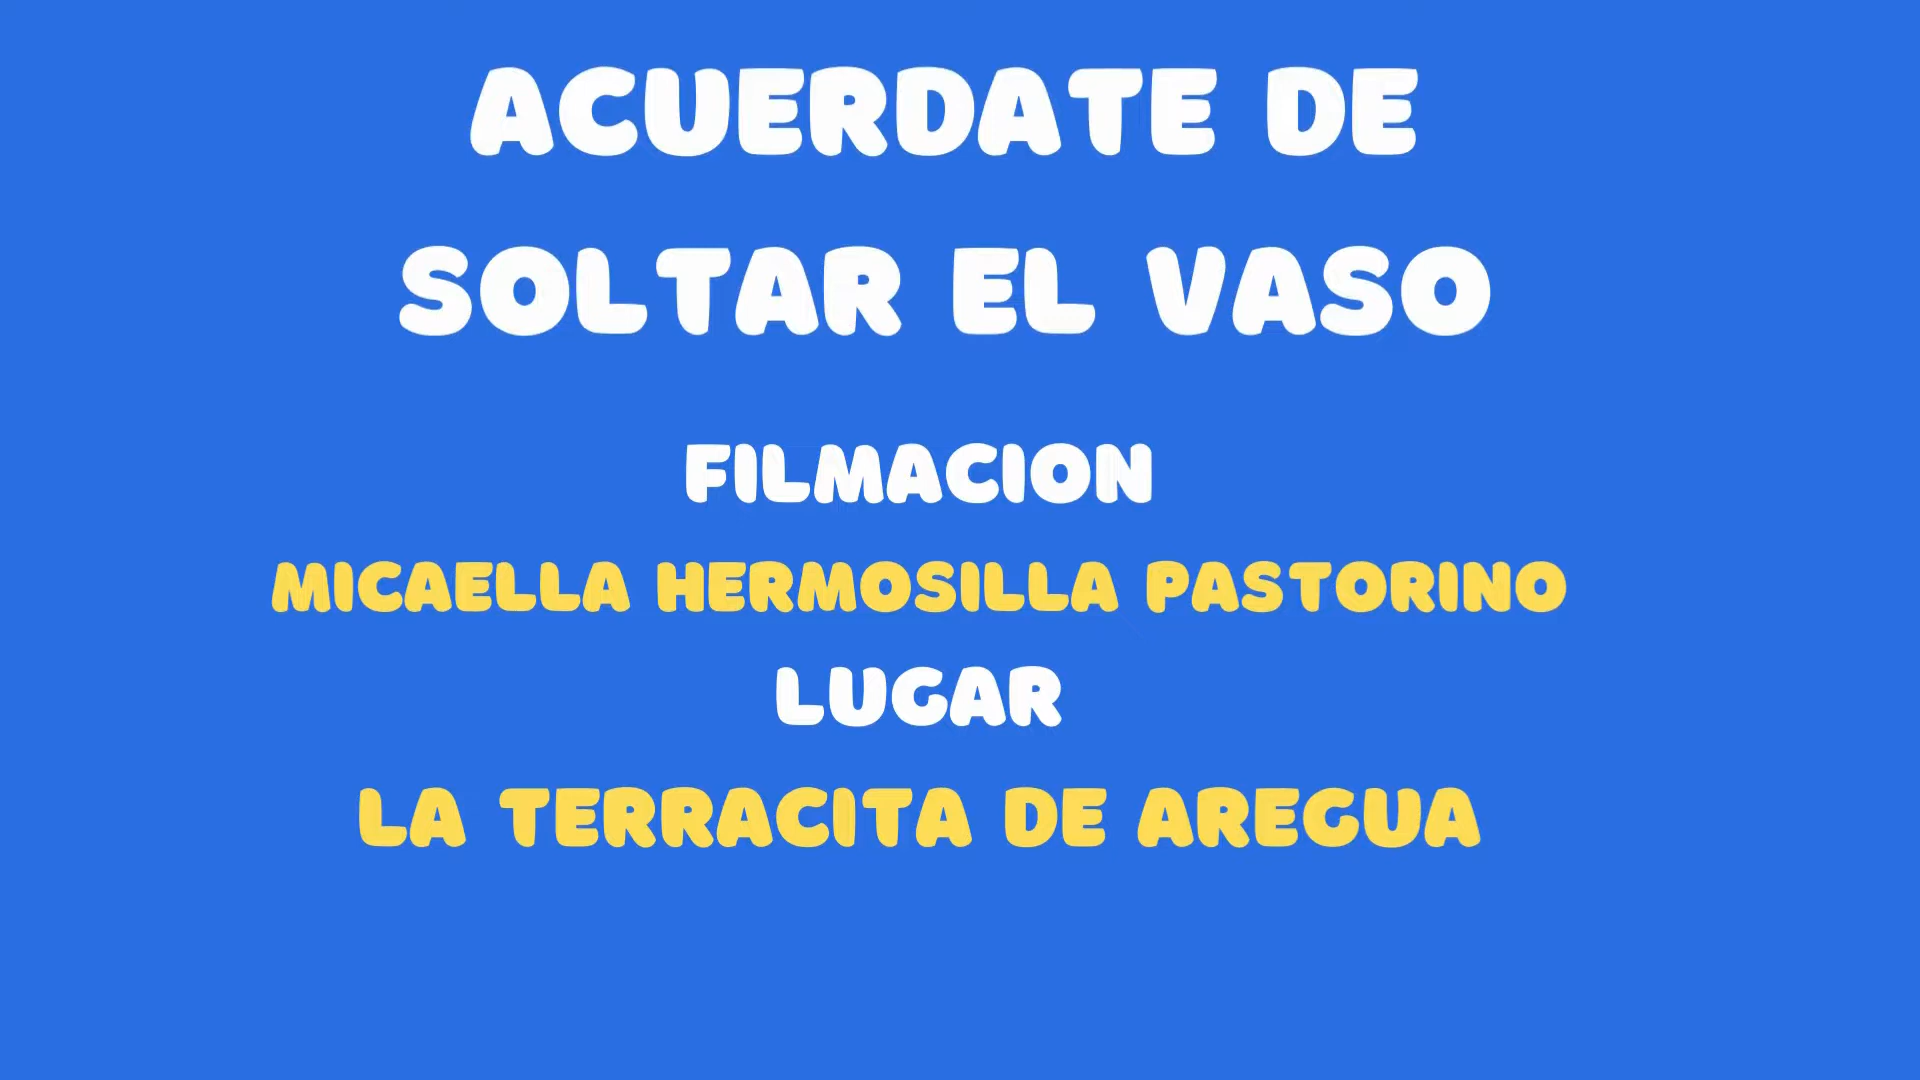 ACUERDATE DE
SOLTAR EL VASO
FILMACION
MICAELLA HERMOSILLA PASTORINO
LUGAR
LA TERRACITA DE AREGUA